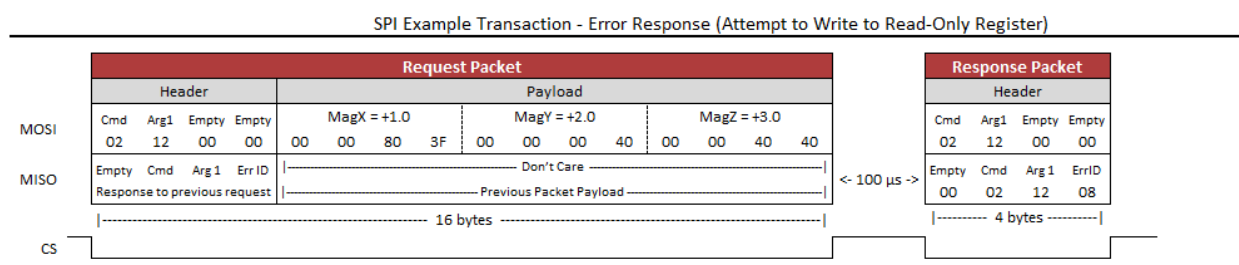 SPI Example Transaction - Error Response (Attempt to Write to Read-Only Register)
Request Packet Response Packet
Header Payload Header
MOSI
Cmd Arg1 Empty Empty MagX = +1.0 MagY = +2.0 MagZ = +3.0 Cmd Arg1 Empty Empty
02 12 00 00 00 00 80 3F 00 00 00 40 00 00 40 40 02 12 00 00
MISO
Empty Cmd Arg 1 Err ID Don't Care Empty Cmd Arg 1 ErrID
<- 100 µs ->
Response to previous request Previous Packet Payload 00 02 12 08
16 bytes 4 bytes
CS